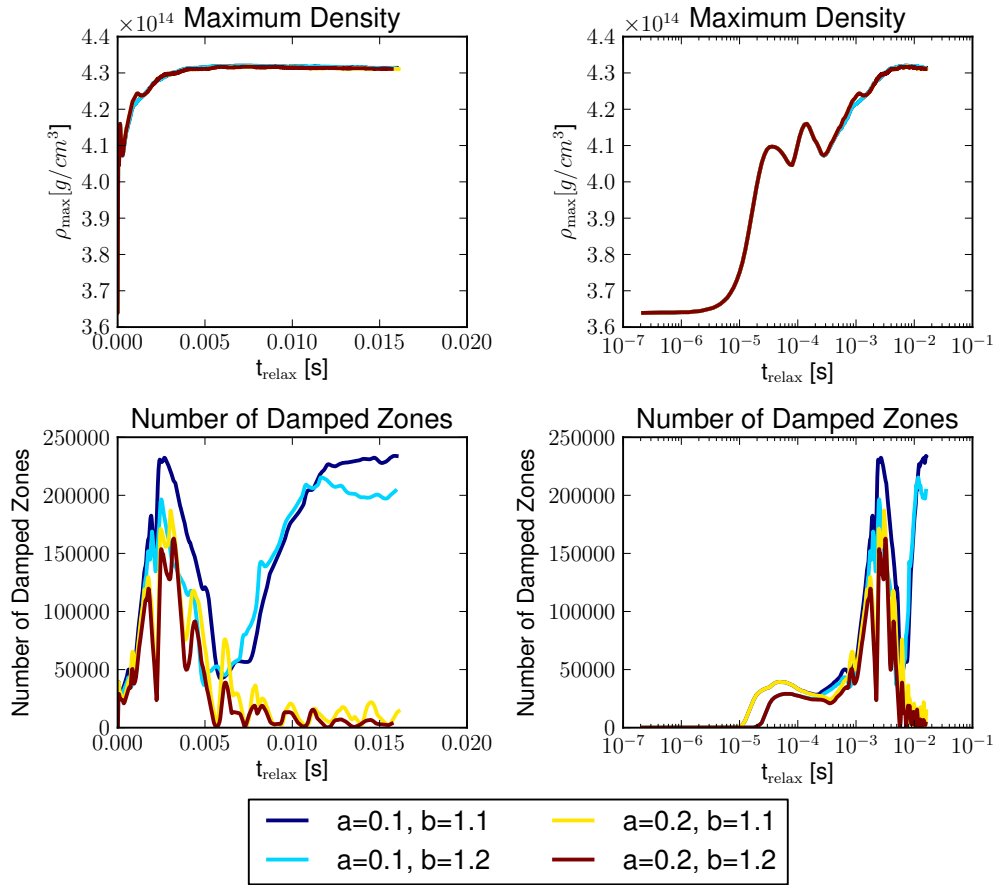 Maximum Density
×10^14
4.4
4.3
4.2
4.1
4.0
3.9
3.8
3.7
3.6
ρ_max [g/cm^3]
0.000 0.005 0.010 0.015 0.020
t_relax [s]
Maximum Density
×10^14
4.4
4.3
4.2
4.1
4.0
3.9
3.8
3.7
3.6
ρ_max [g/cm^3]
10^-7 10^-6 10^-5 10^-4 10^-3 10^-2 10^-1
t_relax [s]
Number of Damped Zones
250000
200000
150000
100000
50000
0
Number of Damped Zones
0.000 0.005 0.010 0.015 0.020
t_relax [s]
Number of Damped Zones
250000
200000
150000
100000
50000
0
Number of Damped Zones
10^-7 10^-6 10^-5 10^-4 10^-3 10^-2 10^-1
t_relax [s]
a=0.1, b=1.1
a=0.1, b=1.2
a=0.2, b=1.1
a=0.2, b=1.2